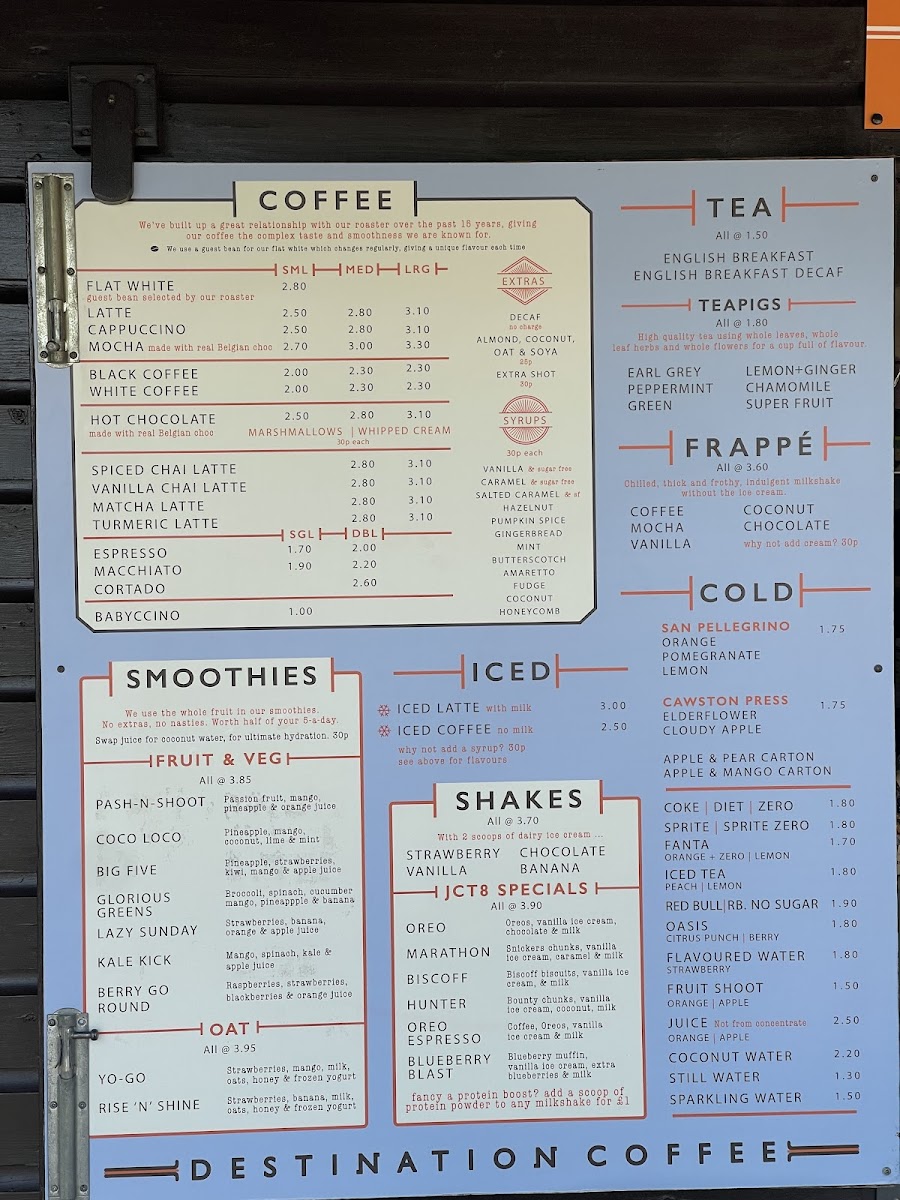 COFFEE
We've built up a great relationship with our roaster over the past 15 years, giving
our coffee the complex taste and smoothness we are known for.
We use a guest bean for our flat white which changes regularly, giving a unique flavour each time
SML MED LRG
FLAT WHITE 2.80
guest bean selected by our roaster
LATTE 2.50 2.80 3.10
CAPPUCCINO 2.50 2.80 3.10
MOCHA made with real Belgian choc 2.70 3.00 3.30
BLACK COFFEE 2.00 2.30 2.30
WHITE COFFEE 2.00 2.30 2.30
HOT CHOCOLATE 2.50 2.80 3.10
made with real Belgian choc MARSHMALLOWS | WHIPPED CREAM
30p each
SPICED CHAI LATTE 2.80 3.10
VANILLA CHAI LATTE 2.80 3.10
MATCHA LATTE 2.80 3.10
TURMERIC LATTE 2.80 3.10
SGL DBL
ESPRESSO 1.70 2.00
MACCHIATO 1.90 2.20
CORTADO 2.60
BABYCCINO 1.00
EXTRAS
DECAF
no charge
ALMOND, COCONUT,
OAT & SOYA
25p
EXTRA SHOT
30p
SYRUPS
30p each
VANILLA & sugar free
CARAMEL & sugar free
SALTED CARAMEL & sf
HAZELNUT
PUMPKIN SPICE
GINGERBREAD
MINT
BUTTERSCOTCH
AMARETTO
FUDGE
COCONUT
HONEYCOMB
TEA
All @ 1.50
ENGLISH BREAKFAST
ENGLISH BREAKFAST DECAF
TEAPIGS
All @ 1.80
High quality tea using whole leaves, whole
leaf herbs and whole flowers for a cup full of flavour.
EARL GREY LEMON+GINGER
PEPPERMINT CHAMOMILE
GREEN SUPER FRUIT
FRAPPÉ
All @ 3.60
Chilled, thick and frothy, indulgent milkshake
without the ice cream.
COFFEE COCONUT
MOCHA CHOCOLATE
VANILLA why not add cream? 30p
COLD
SAN PELLEGRINO 1.75
ORANGE
POMEGRANATE
LEMON
CAWSTON PRESS 1.75
ELDERFLOWER
CLOUDY APPLE
APPLE & PEAR CARTON
APPLE & MANGO CARTON
COKE | DIET | ZERO 1.80
SPRITE | SPRITE ZERO 1.80
FANTA 1.70
ORANGE + ZERO | LEMON
ICED TEA 1.80
PEACH | LEMON
RED BULL|RB. NO SUGAR 1.90
OASIS 1.80
CITRUS PUNCH | BERRY
FLAVOURED WATER 1.80
STRAWBERRY
FRUIT SHOOT 1.50
ORANGE | APPLE
JUICE Not from concentrate 2.50
ORANGE | APPLE
COCONUT WATER 2.20
STILL WATER 1.30
SPARKLING WATER 1.50
SMOOTHIES
We use the whole fruit in our smoothies.
No extras, no nasties. Worth half of your 5-a-day.
Swap juice for coconut water, for ultimate hydration. 30p
FRUIT & VEG
All @ 3.85
PASH-N-SHOOT Passion fruit, mango,
pineapple & orange juice
COCO LOCO Pineapple, mango,
coconut, lime & mint
BIG FIVE Pineapple, strawberries,
kiwi, mango & apple juice
GLORIOUS Broccoli, spinach, cucumber
GREENS mango, pineappple & banana
LAZY SUNDAY Strawberries, banana,
orange & apple juice
KALE KICK Mango, spinach, kale &
apple juice
BERRY GO Raspberries, strawberries,
ROUND blackberries & orange juice
OAT
All @ 3.95
YO-GO Strawberries, mango, milk,
oats, honey & frozen yogurt
RISE 'N' SHINE Strawberries, banana, milk,
oats, honey & frozen yogurt
ICED
ICED LATTE with milk 3.00
ICED COFFEE no milk 2.50
why not add a syrup? 30p
see above for flavours
SHAKES
All @ 3.70
With 2 scoops of dairy ice cream ...
STRAWBERRY CHOCOLATE
VANILLA BANANA
JCT8 SPECIALS
All @ 3.90
OREO Oreos, vanilla ice cream,
chocolate & milk
MARATHON Snickers chunks, vanilla
ice cream, caramel & milk
BISCOFF Biscoff biscuits, vanilla ice
cream, & milk
HUNTER Bounty chunks, vanilla
ice cream, coconut, milk
OREO Coffee, Oreos, vanilla
ESPRESSO ice cream & milk
BLUEBERRY Blueberry muffin,
BLAST vanilla ice cream, extra
blueberries & milk
fancy a protein boost? add a scoop of
protein powder to any milkshake for £1
DESTINATION COFFEE